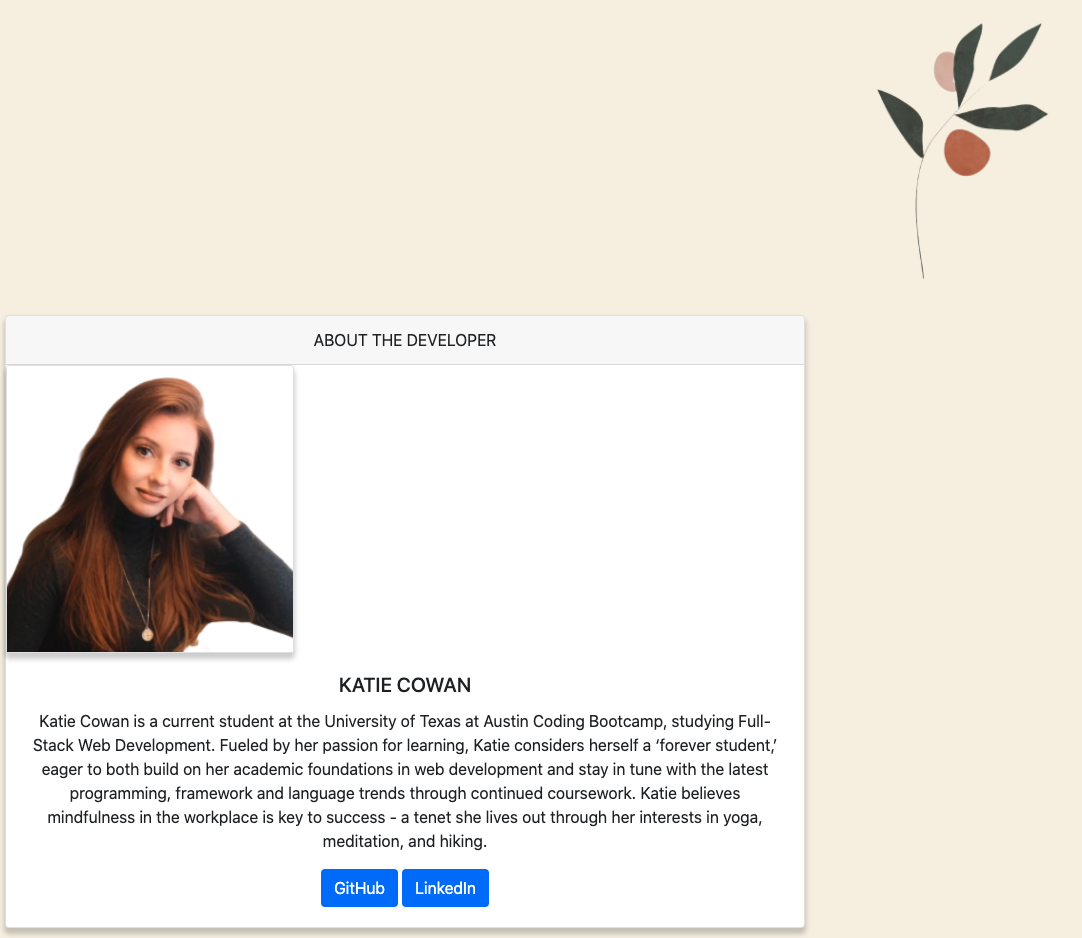 ABOUT THE DEVELOPER
KATIE COWAN
Katie Cowan is a current student at the University of Texas at Austin Coding Bootcamp, studying Full-
Stack Web Development. Fueled by her passion for learning, Katie considers herself a ‘forever student,’
eager to both build on her academic foundations in web development and stay in tune with the latest
programming, framework and language trends through continued coursework. Katie believes
mindfulness in the workplace is key to success - a tenet she lives out through her interests in yoga,
meditation, and hiking.
GitHub LinkedIn